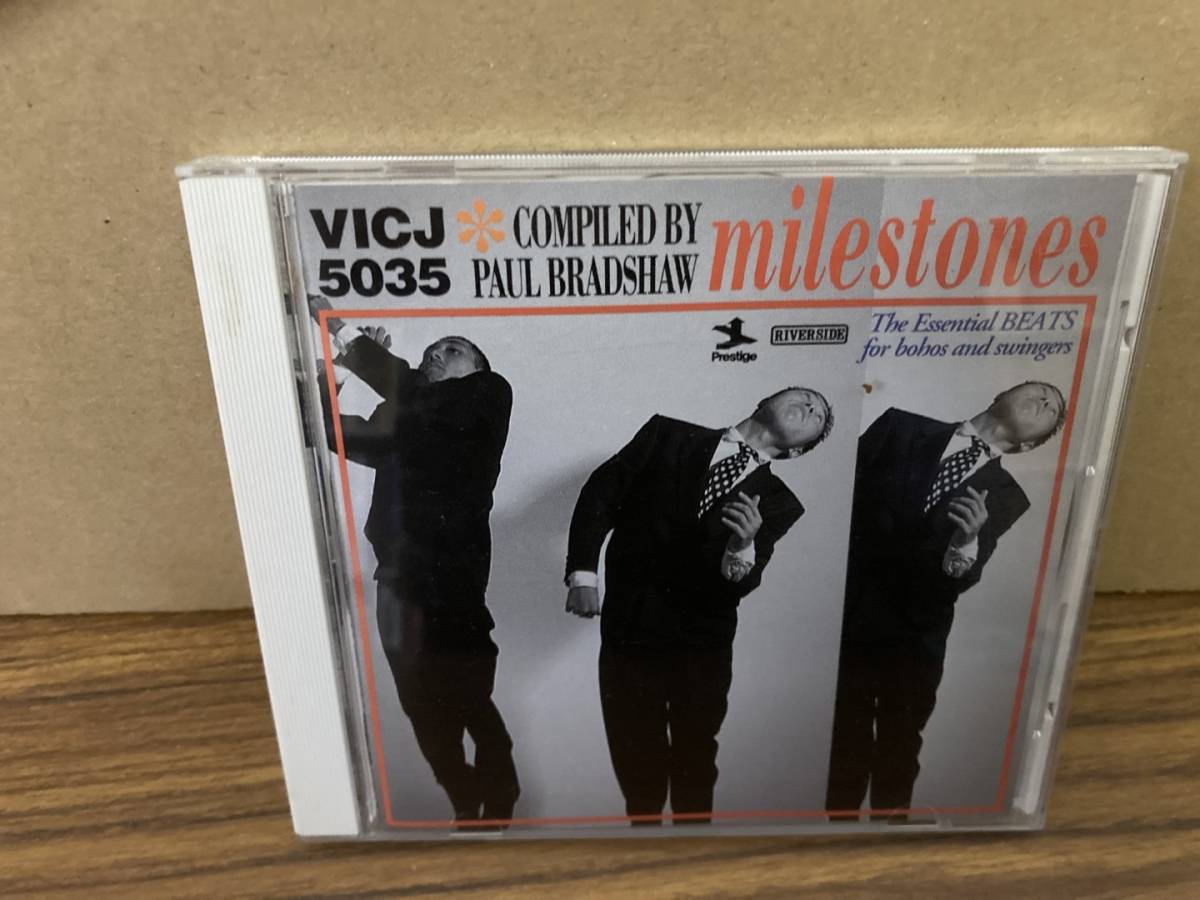 VICJ
5035
COMPILED BY
PAUL BRADSHAW
milestones
Prestige
RIVERSIDE
The Essential BEATS
for bohos and swingers